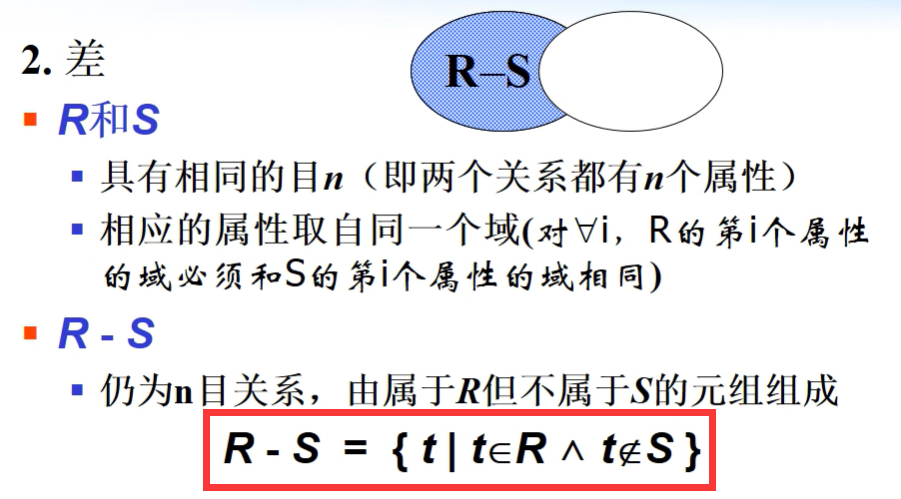 2. 差
R–S
R和S
具有相同的目n（即两个关系都有n个属性）
相应的属性取自同一个域(对∀i，R的第i个属性
的域必须和S的第i个属性的域相同)
R - S
仍为n目关系，由属于R但不属于S的元组组成
R - S = { t | t∈R ∧ t∉S }